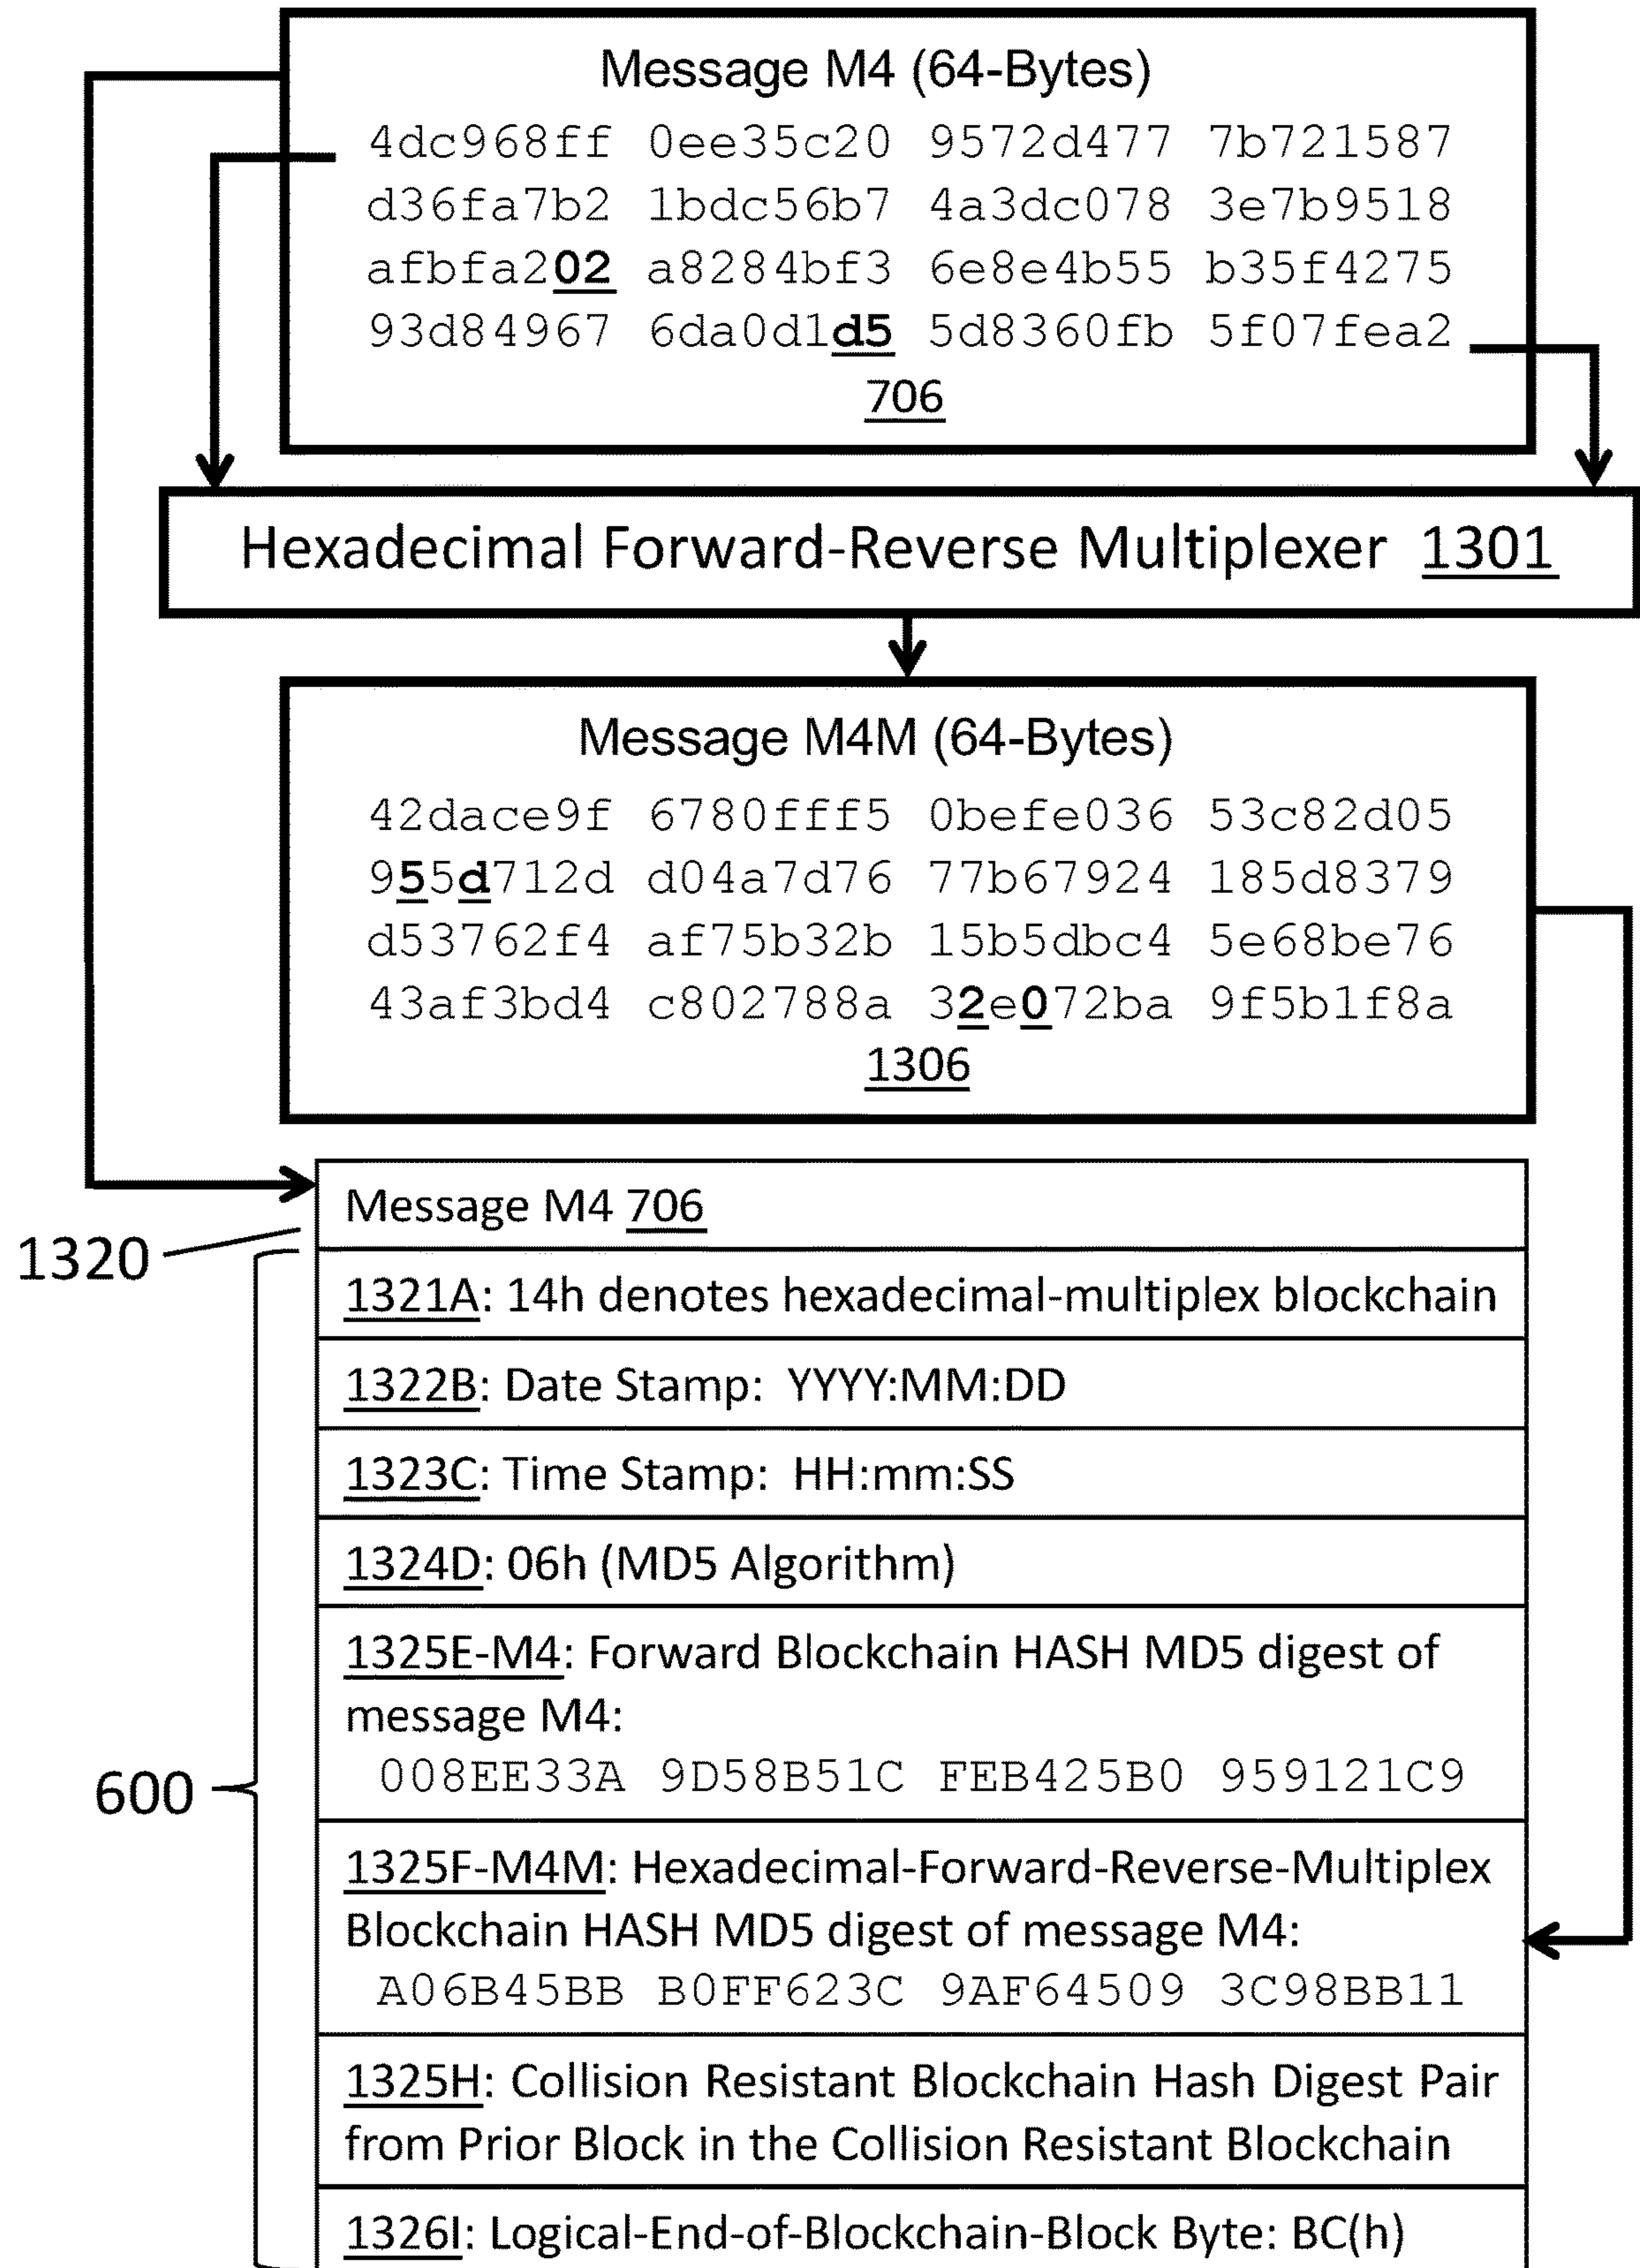 Message M4 (64-Bytes)
4dc968ff 0ee35c20 9572d477 7b721587
d36fa7b2 1bdc56b7 4a3dc078 3e7b9518
afbfa202 a8284bf3 6e8e4b55 b35f4275
93d84967 6da0d1d5 5d8360fb 5f07fea2
706
Hexadecimal Forward-Reverse Multiplexer 1301
Message M4M (64-Bytes)
42dace9f 6780fff5 0befe036 53c82d05
955d712d d04a7d76 77b67924 185d8379
d53762f4 af75b32b 15b5dbc4 5e68be76
43af3bd4 c802788a 32e072ba 9f5b1f8a
1306
Message M4 706
1320
1321A: 14h denotes hexadecimal-multiplex blockchain
1322B: Date Stamp: YYYY:MM:DD
1323C: Time Stamp: HH:mm:SS
1324D: 06h (MD5 Algorithm)
1325E-M4: Forward Blockchain HASH MD5 digest of
message M4:
008EE33A 9D58B51C FEB425B0 959121C9
600
1325F-M4M: Hexadecimal-Forward-Reverse-Multiplex
Blockchain HASH MD5 digest of message M4:
A06B45BB B0FF623C 9AF64509 3C98BB11
1325H: Collision Resistant Blockchain Hash Digest Pair
from Prior Block in the Collision Resistant Blockchain
1326I: Logical-End-of-Blockchain-Block Byte: BC(h)